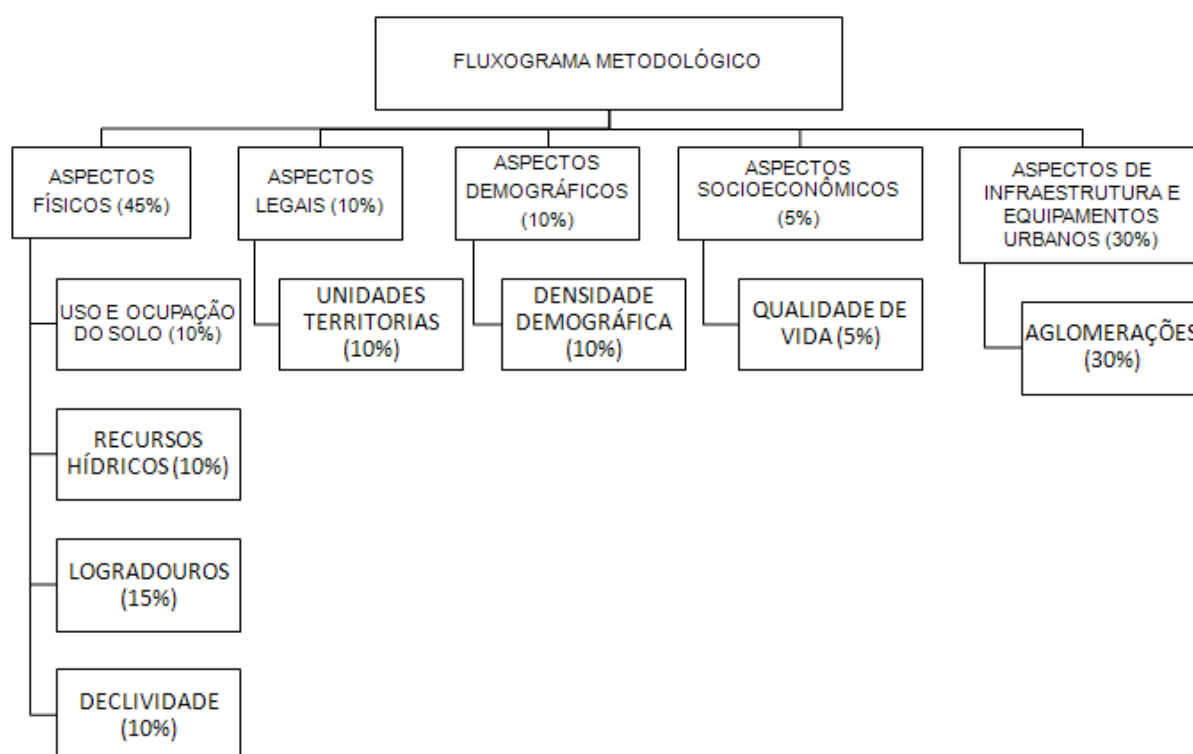 FLUXOGRAMA METODOLÓGICO
ASPECTOS
FÍSICOS (45%)
ASPECTOS
LEGAIS (10%)
ASPECTOS
DEMOGRÁFICOS
(10%)
ASPECTOS
SOCIOECONÔMICOS
(5%)
ASPECTOS DE
INFRAESTRUTURA E
EQUIPAMENTOS
URBANOS (30%)
USO E OCUPAÇÃO
DO SOLO (10%)
UNIDADES
TERRITORIAS
(10%)
DENSIDADE
DEMOGRÁFICA
(10%)
QUALIDADE DE
VIDA (5%)
AGLOMERAÇÕES
(30%)
RECURSOS
HÍDRICOS (10%)
LOGRADOUROS
(15%)
DECLIVIDADE
(10%)